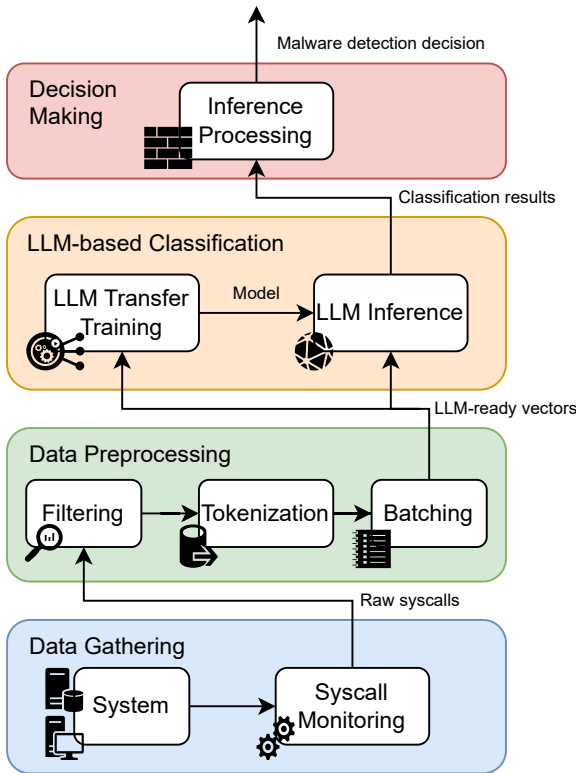 Malware detection decision
Decision
Making
Inference
Processing
Classification results
LLM-based Classification
LLM Transfer
Training
Model
LLM Inference
LLM-ready vectors
Data Preprocessing
Filtering
Tokenization
Batching
Raw syscalls
Data Gathering
System
Syscall
Monitoring